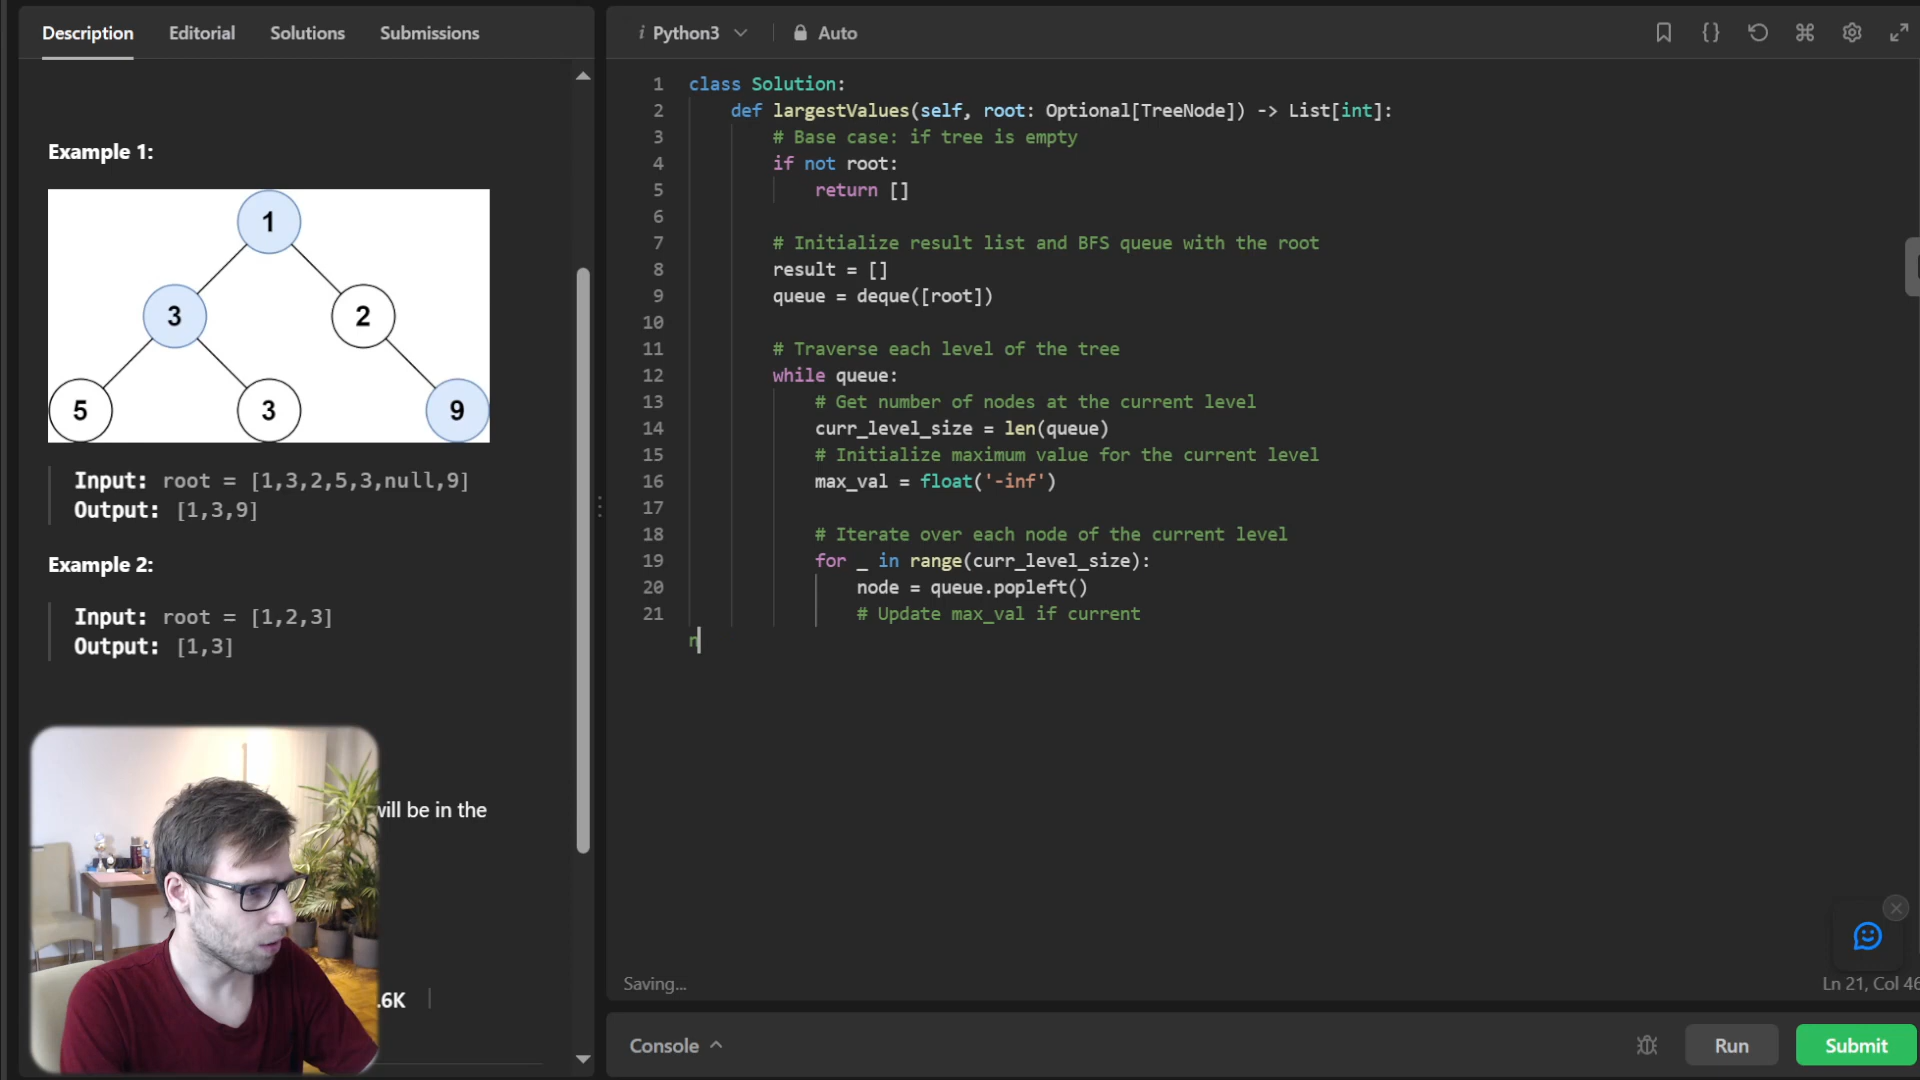 Description Editorial Solutions Submissions
Example 1:
1
3 2
5 3 9
Input: root = [1,3,2,5,3,null,9]
Output: [1,3,9]
Example 2:
Input: root = [1,2,3]
Output: [1,3]
will be in the
.6K
i Python3 Auto
1 class Solution:
2 def largestValues(self, root: Optional[TreeNode]) -> List[int]:
3 # Base case: if tree is empty
4 if not root:
5 return []
6
7 # Initialize result list and BFS queue with the root
8 result = []
9 queue = deque([root])
10
11 # Traverse each level of the tree
12 while queue:
13 # Get number of nodes at the current level
14 curr_level_size = len(queue)
15 # Initialize maximum value for the current level
16 max_val = float('-inf')
17
18 # Iterate over each node of the current level
19 for _ in range(curr_level_size):
20 node = queue.popleft()
21 # Update max_val if current
n
Saving...
Ln 21, Col 46
Console
Run
Submit